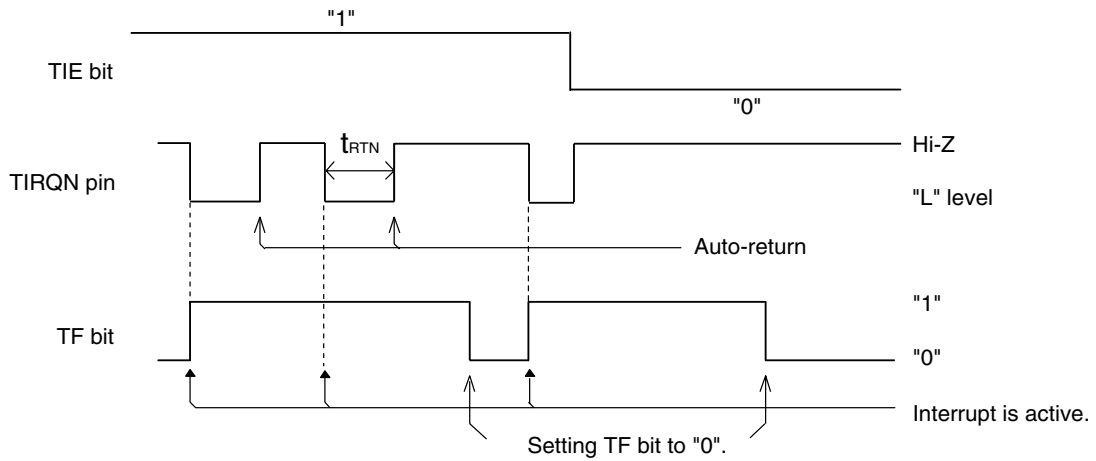 "1"
TIE bit
"0"
tRTN
Hi-Z
TIRQN pin
"L" level
Auto-return
"1"
TF bit
"0"
Interrupt is active.
Setting TF bit to "0".